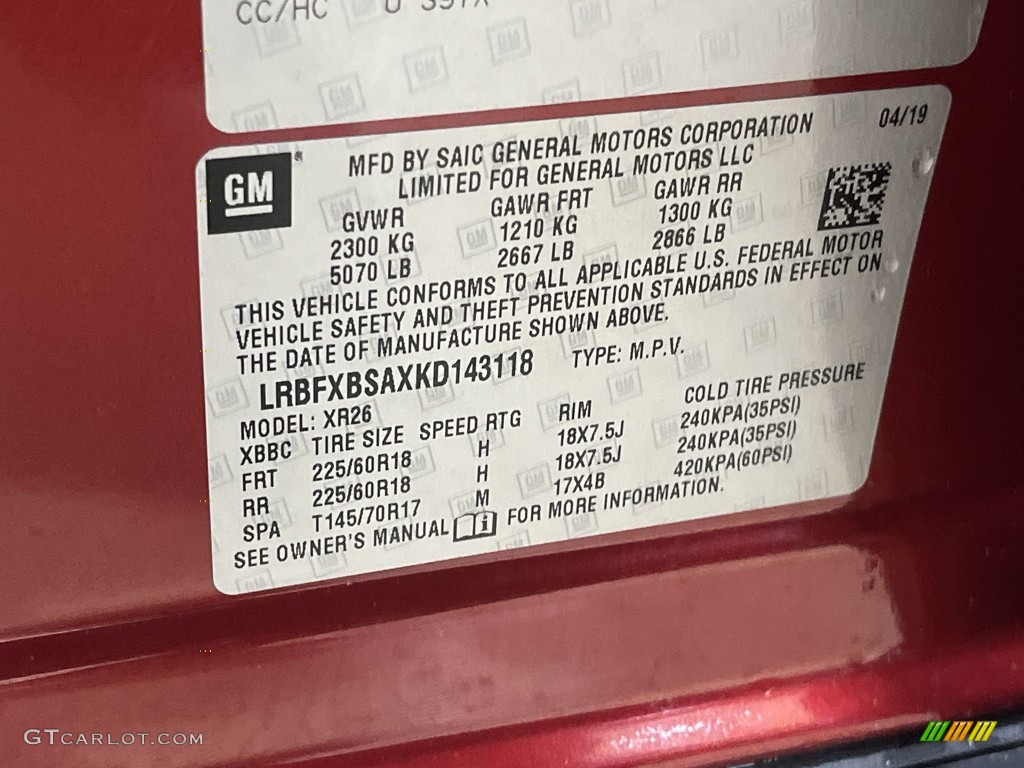 CC/HC U
GM
04/19
MFD BY SAIC GENERAL MOTORS CORPORATION
LIMITED FOR GENERAL MOTORS LLC
GVWR GAWR FRT GAWR RR
2300 KG 1210 KG 1300 KG
5070 LB 2667 LB 2866 LB
THIS VEHICLE CONFORMS TO ALL APPLICABLE U.S. FEDERAL MOTOR
VEHICLE SAFETY AND THEFT PREVENTION STANDARDS IN EFFECT ON
THE DATE OF MANUFACTURE SHOWN ABOVE.
LRBFXBSAXKD143118 TYPE: M.P.V.
MODEL: XR26
XBBC TIRE SIZE SPEED RTG RIM COLD TIRE PRESSURE
FRT 225/60R18 H 18X7.5J 240KPA(35PSI)
RR 225/60R18 H 18X7.5J 240KPA(35PSI)
SPA T145/70R17 M 17X4B 420KPA(60PSI)
SEE OWNER'S MANUAL FOR MORE INFORMATION.
GTCARLOT.COM